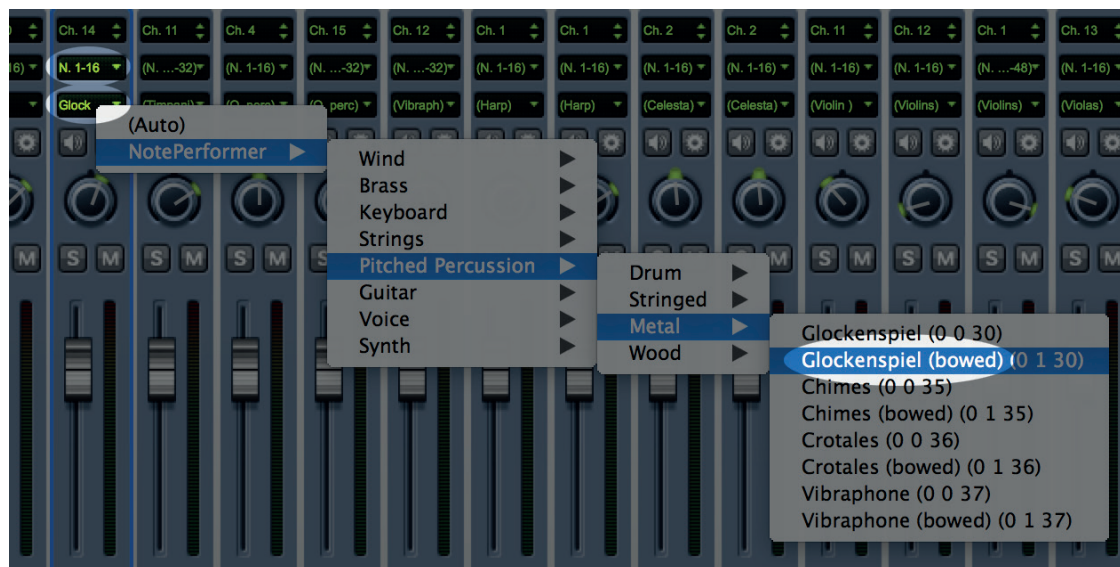 Ch. 14 Ch. 11 Ch. 4 Ch. 15 Ch. 12 Ch. 1 Ch. 1 Ch. 2 Ch. 2 Ch. 11 Ch. 12 Ch. 1 Ch. 13
16) N. 1-16 (N. ...-32) (N. 1-16) (N. ...-32) (N. ...-32) (N. 1-16) (N. 1-16) (N. 1-16) (N. 1-16) (N. 1-16) (N. 1-16) (N. ...-48) (N. 1-16)
Glock (Timpani) perc) (Vibraph) (Harp) (Harp) (Celesta) (Celesta) (Violin ) (Violins) (Violins) (Violas)
(Auto)
NotePerformer
Wind
Brass
Keyboard
Strings
Pitched Percussion
Guitar
Voice
Synth
Drum
Stringed
Metal
Wood
Glockenspiel (0 0 30)
Glockenspiel (bowed) (0 1 30)
Chimes (0 0 35)
Chimes (bowed) (0 1 35)
Crotales (0 0 36)
Crotales (bowed) (0 1 36)
Vibraphone (0 0 37)
Vibraphone (bowed) (0 1 37)
M S M S M S M S M S M S M S M S M